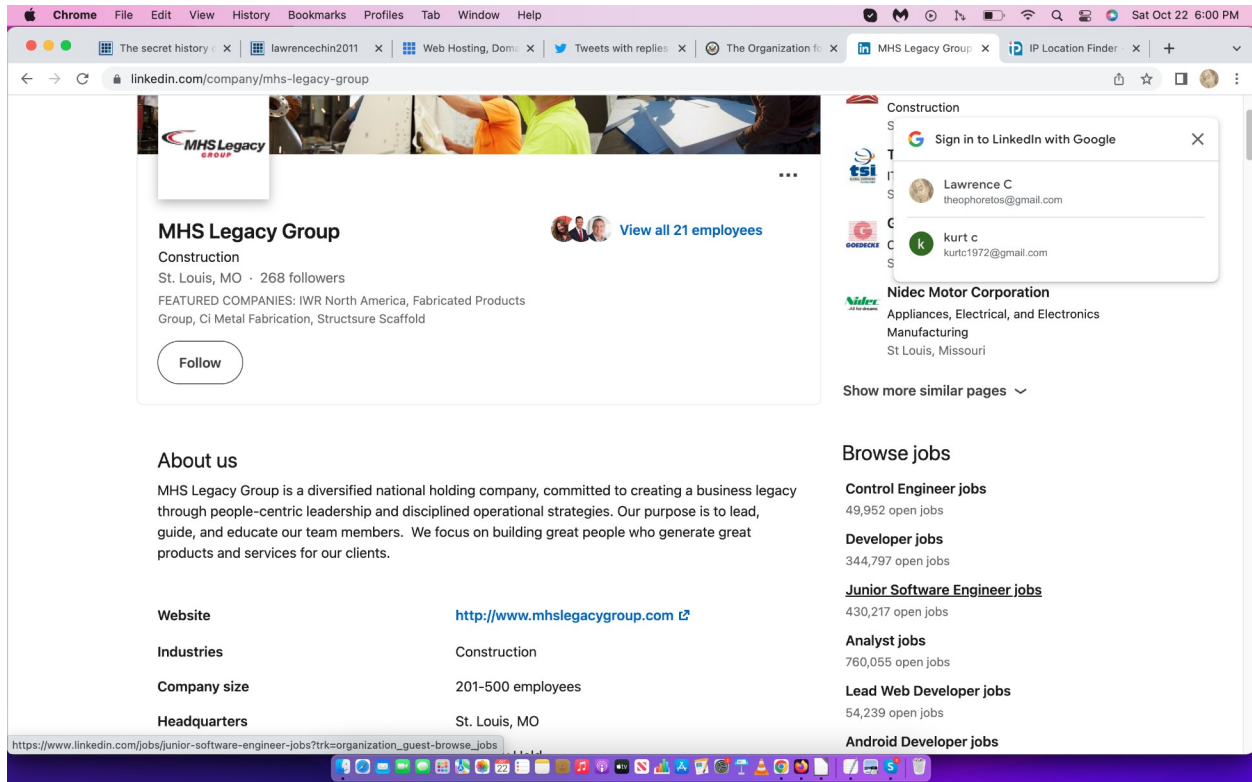 Chrome File Edit View History Bookmarks Profiles Tab Window Help Sat Oct 22 6:00 PM
The secret history lawrencechin2011 Web Hosting, Doma Tweets with replies The Organization fo MHS Legacy Group IP Location Finder
linkedin.com/company/mhs-legacy-group
MHS Legacy
GROUP
MHS Legacy Group
View all 21 employees
Construction
St. Louis, MO · 268 followers
FEATURED COMPANIES: IWR North America, Fabricated Products
Group, Ci Metal Fabrication, Structsure Scaffold
Follow
About us
MHS Legacy Group is a diversified national holding company, committed to creating a business legacy
through people-centric leadership and disciplined operational strategies. Our purpose is to lead,
guide, and educate our team members. We focus on building great people who generate great
products and services for our clients.
Website http://www.mhslegacygroup.com
Industries Construction
Company size 201-500 employees
Headquarters St. Louis, MO
https://www.linkedin.com/jobs/junior-software-engineer-jobs?trk=organization_guest-browse_jobs
Construction
Sign in to LinkedIn with Google
Lawrence C
theophoretos@gmail.com
k
kurt c
kurtc1972@gmail.com
tsi
GOEDECKE
Nidec
Nidec Motor Corporation
Appliances, Electrical, and Electronics
Manufacturing
St Louis, Missouri
Show more similar pages
Browse jobs
Control Engineer jobs
49,952 open jobs
Developer jobs
344,797 open jobs
Junior Software Engineer jobs
430,217 open jobs
Analyst jobs
760,055 open jobs
Lead Web Developer jobs
54,239 open jobs
Android Developer jobs